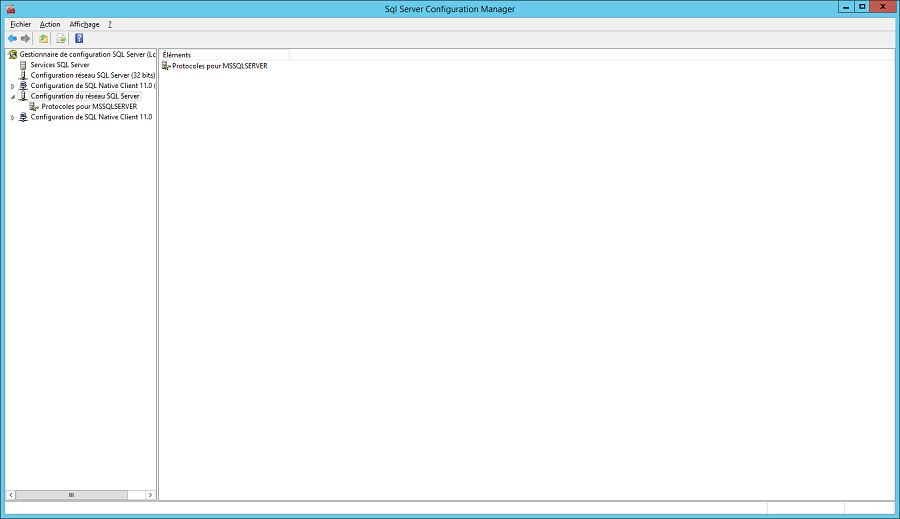 Sql Server Configuration Manager
Fichier Action Affichage ?
Gestionnaire de configuration SQL Server (Lc
Services SQL Server
Configuration réseau SQL Server (32 bits)
Configuration de SQL Native Client 11.0 (
Configuration du réseau SQL Server
Protocoles pour MSSQLSERVER
Configuration de SQL Native Client 11.0
Éléments
Protocoles pour MSSQLSERVER